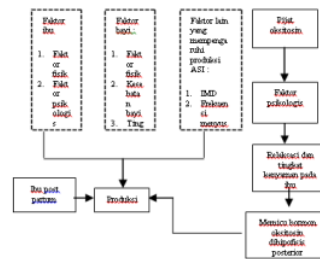 Faktor
ibu
1. Fakt
or
fisik
2. Fakt
or
psik
ologi
s
Faktor
bayi :
1. Fakt
or
fisik
2. Kese
hata
n
bayi
3. Ting
Faktor lain
yang
mempenga
ruhi
produksi
ASI :
1. IMD
2. Frekuen
si
menyus
Pijat
oksitosin
Faktor
psikologis
Relaksasi dan
tingkat
kenyaman pada
ibu
Ibu post
partum
Produksi
Memicu hormon
oksitosin
dihipofisis
posterior